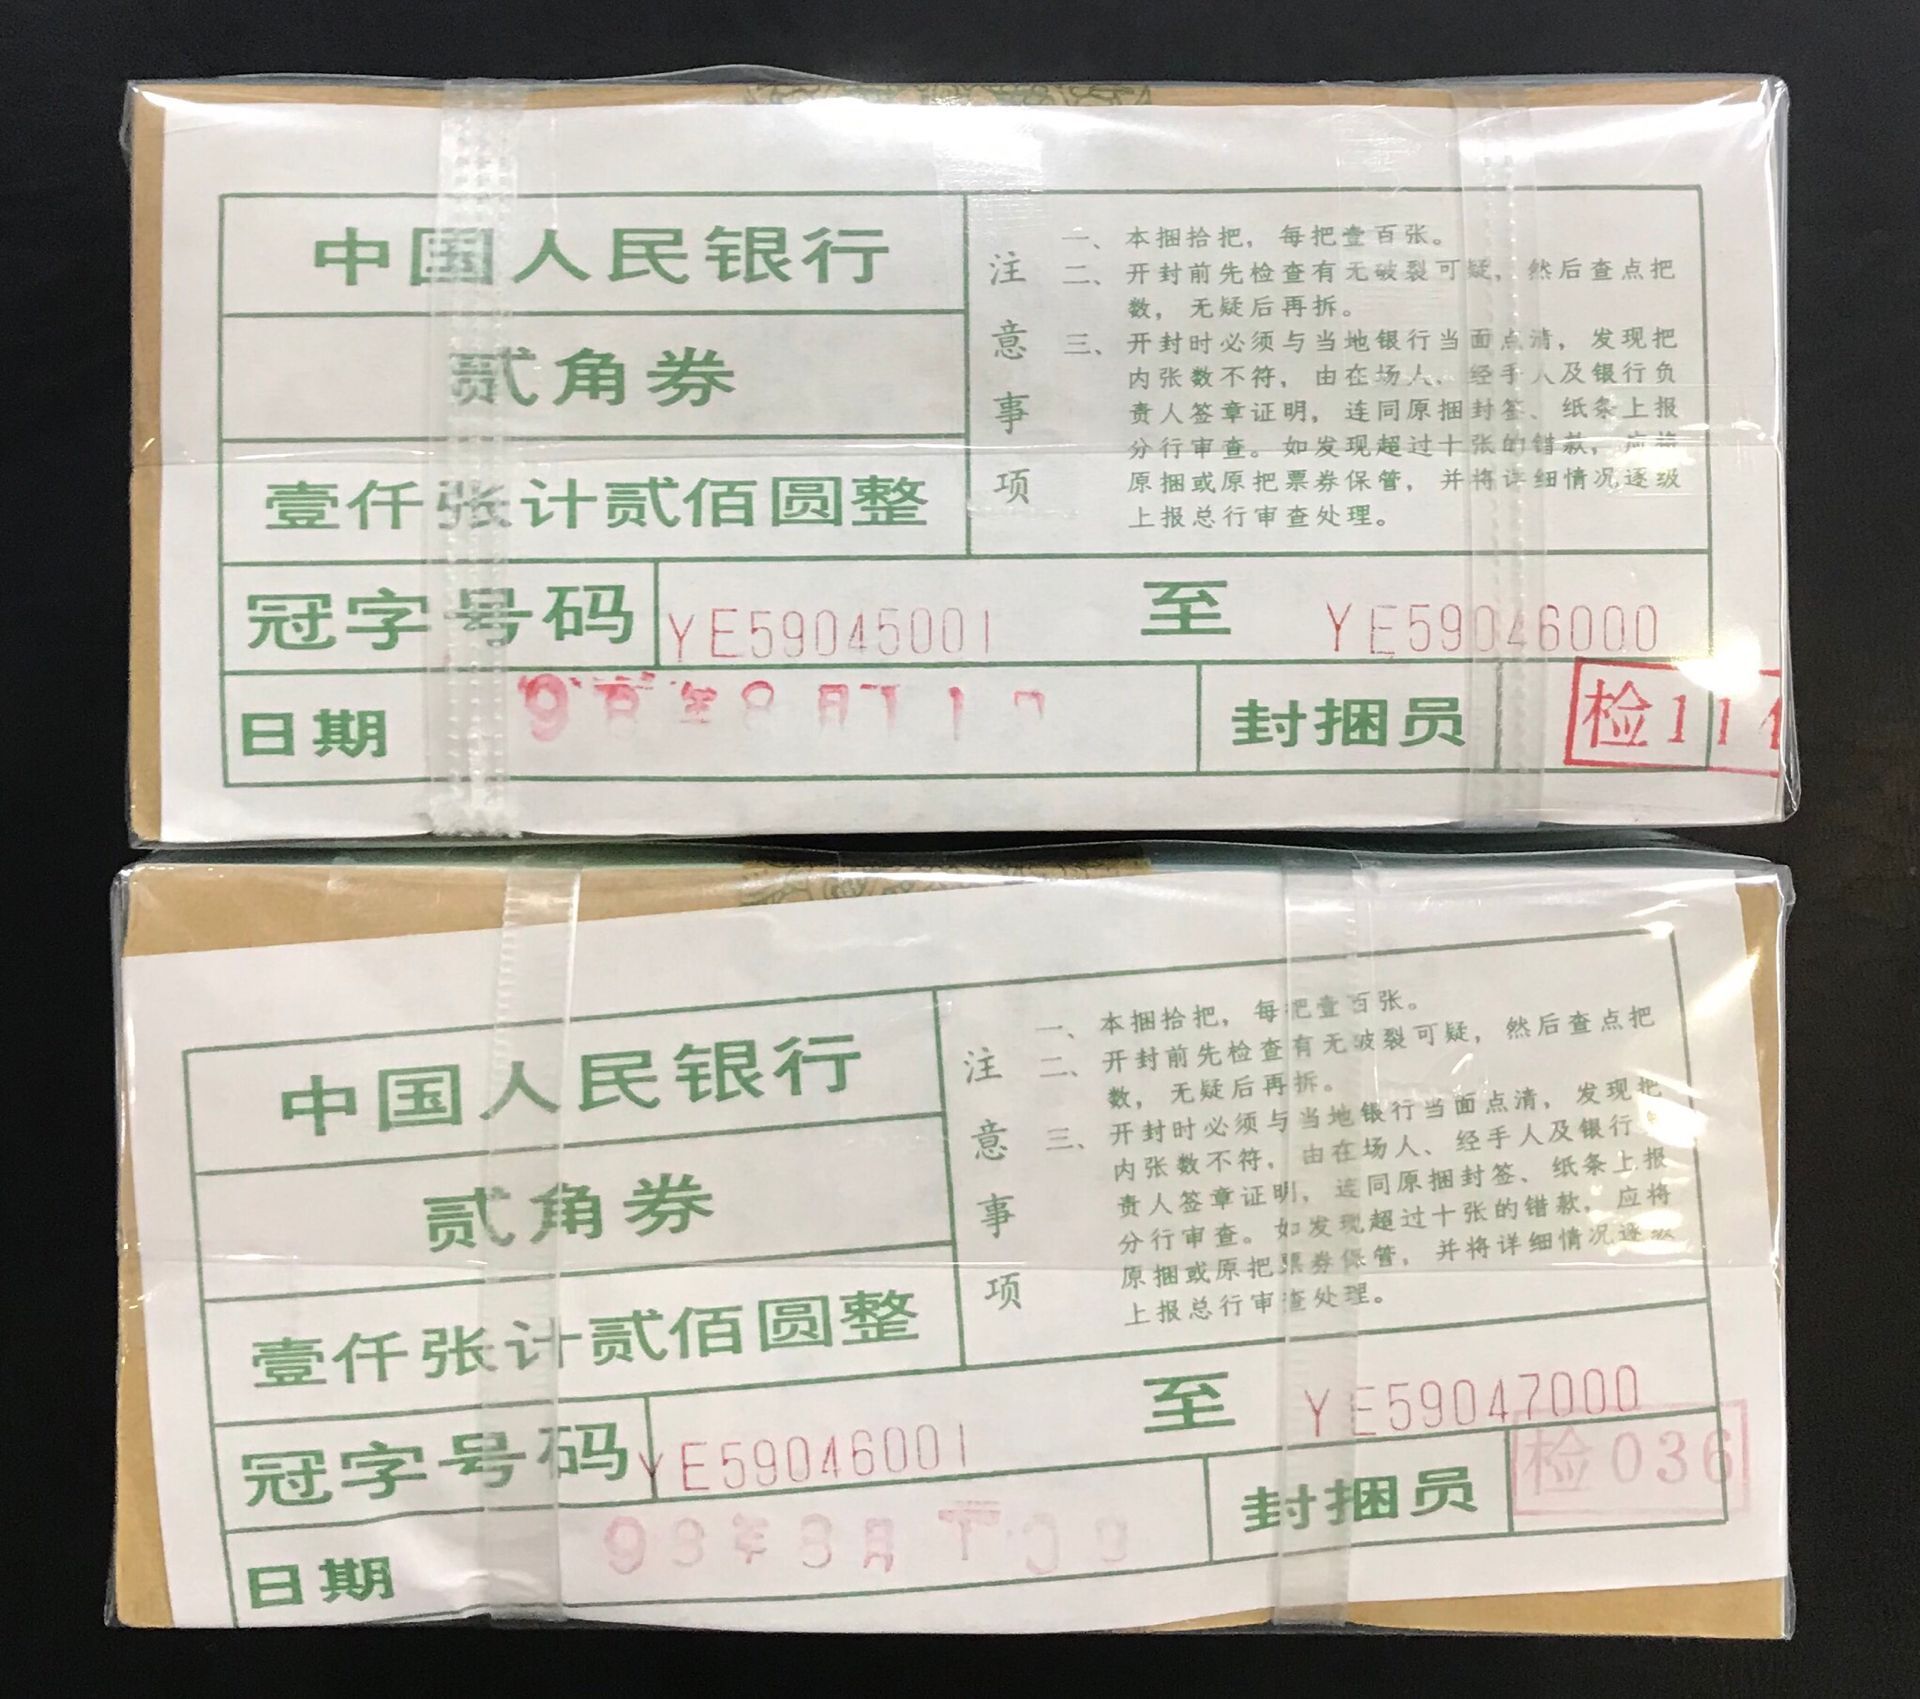 中国人民银行
贰角券
壹仟张计贰佰圆整
注意事项
一、本捆拾把，每把壹百张。
二、开封前先检查有无破裂可疑，然后查点把
数，无疑后再拆。
三、开封时必须与当地银行当面点清，发现把
内张数不符，由在场人、经手人及银行负
责人签章证明，连同原捆封签、纸条上报
分行审查。如发现超过十张的错款，应将
原捆或原把票券保管，并将详细情况逐级
上报总行审查处理。
冠字号码 YE59045001 至 YE59046000
日期
封捆员 检11
中国人民银行
贰角券
壹仟张计贰佰圆整
注意事项
一、本捆拾把，每把壹百张。
二、开封前先检查有无破裂可疑，然后查点把
数，无疑后再拆。
三、开封时必须与当地银行当面点清，发现把
内张数不符，由在场人、经手人及银行
责人签章证明，连同原捆封签、纸条上报
分行审查。如发现超过十张的错款，应将
原捆或原把票券保管，并将详细情况逐级
上报总行审查处理。
冠字号码 YE59046001 至 YE59047000
日期 年 月
封捆员 检036